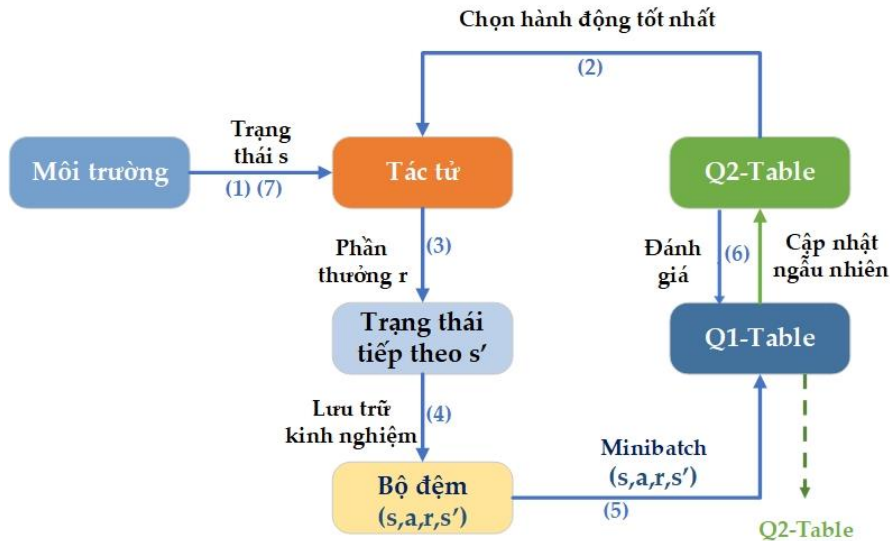 Chọn hành động tốt nhất
(2)
Trạng
thái s
Môi trường
(1) (7)
Tác tử
Q2-Table
Phần
thưởng r
(3)
Đánh
giá
(6)
Cập nhật
ngẫu nhiên
Trạng thái
tiếp theo s’
Q1-Table
Lưu trữ
kinh nghiệm
(4)
Minibatch
(s,a,r,s’)
(5)
Bộ đệm
(s,a,r,s’)
Q2-Table